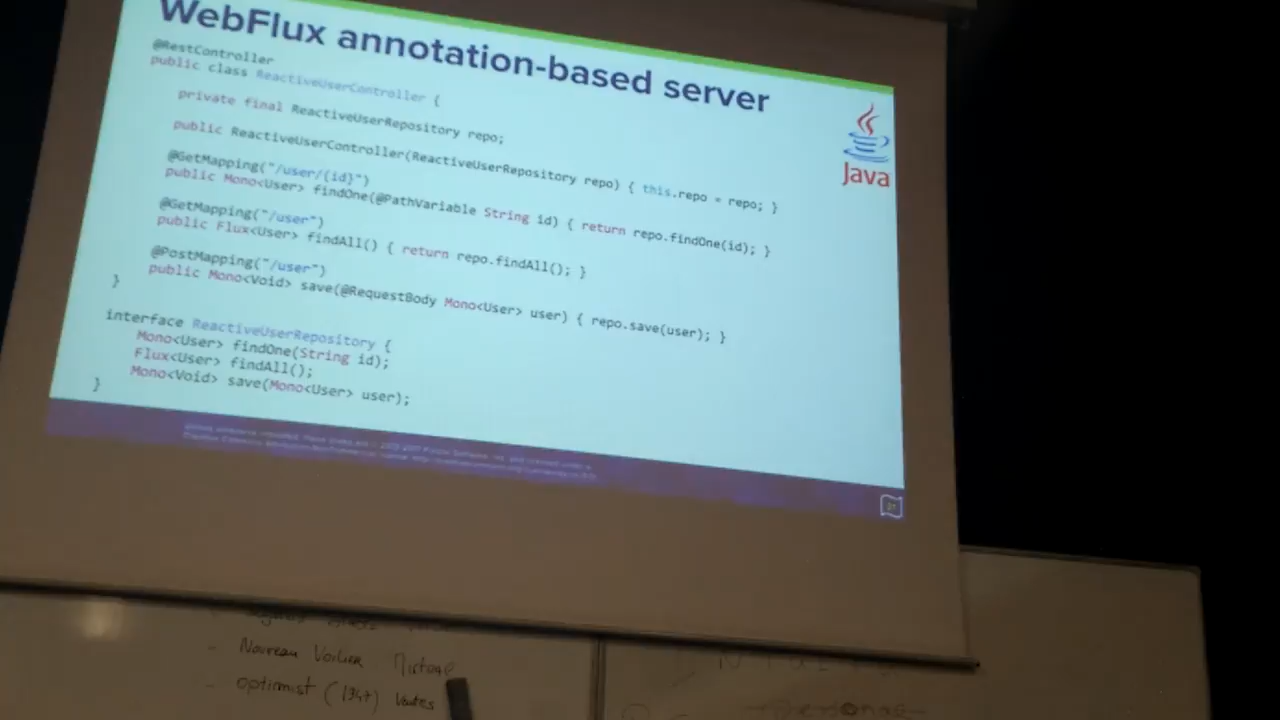 WebFlux annotation-based server
@RestController
public class ReactiveUserController {
private final ReactiveUserRepository repo;
public ReactiveUserController(ReactiveUserRepository repo) { this.repo = repo; }
@GetMapping("/user/{id}")
public Mono<User> findOne(@PathVariable String id) { return repo.findOne(id); }
@GetMapping("/user")
public Flux<User> findAll() { return repo.findAll(); }
@PostMapping("/user")
public Mono<Void> save(@RequestBody Mono<User> user) { repo.save(user); }
}
interface ReactiveUserRepository {
Mono<User> findOne(String id);
Flux<User> findAll();
Mono<Void> save(Mono<User> user);
}
Java
- Nouveau Voilier
- optimist (1947)